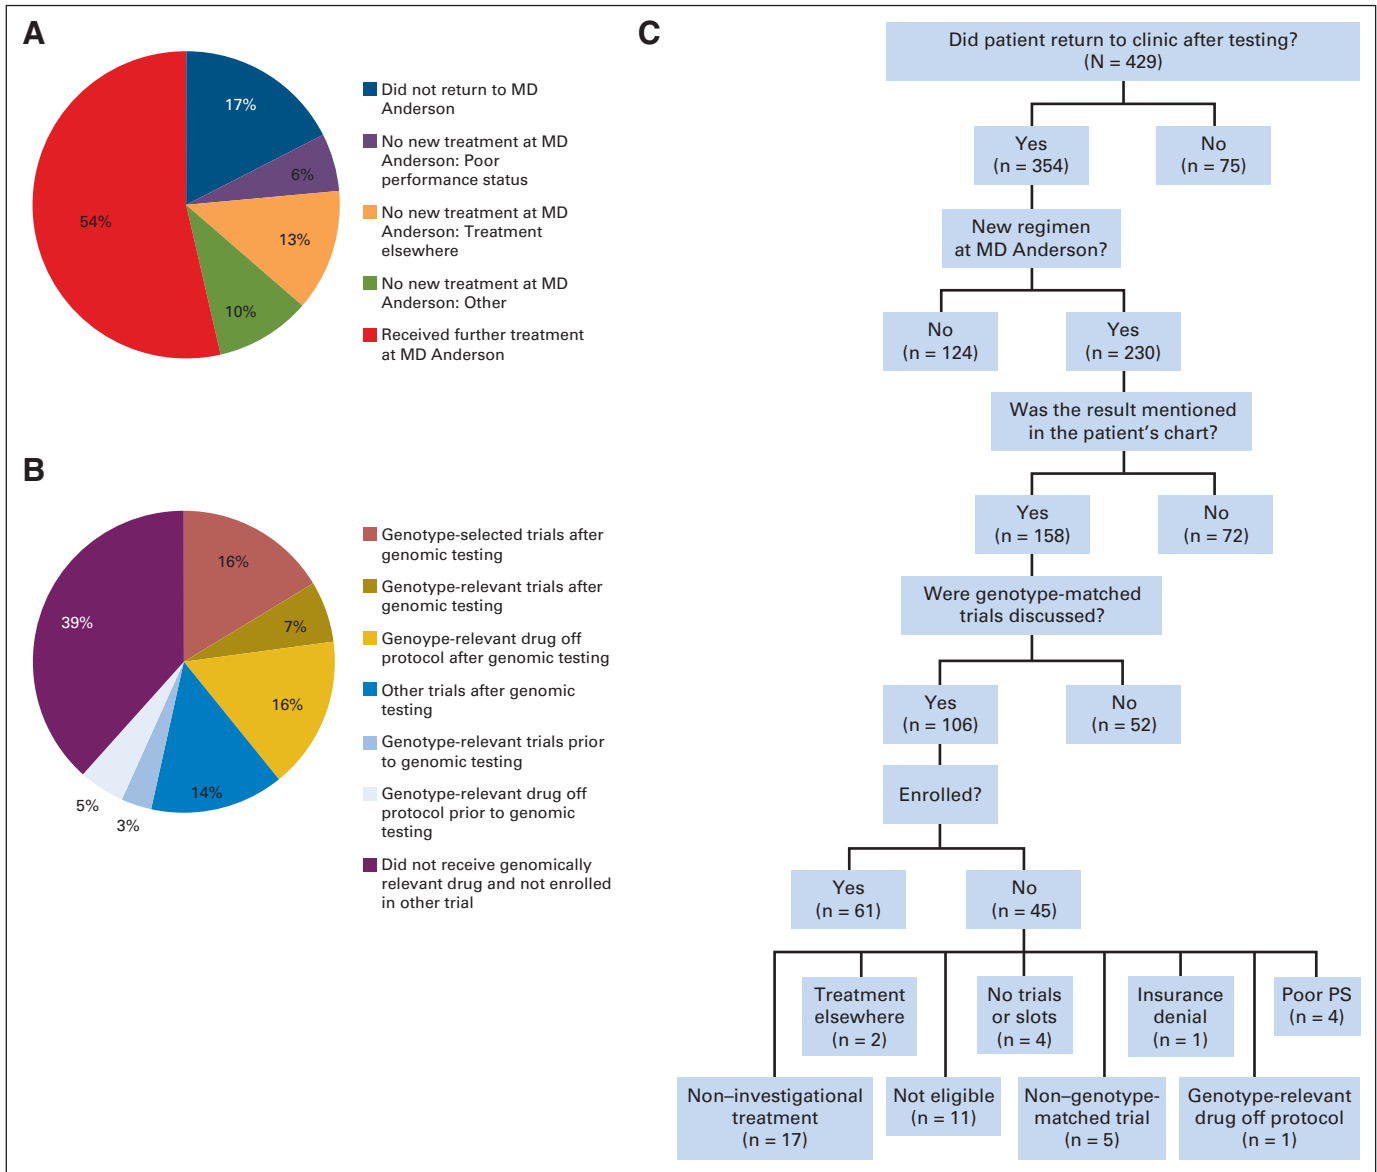 A
17%
6%
13%
10%
54%
Did not return to MD
Anderson
No new treatment at MD
Anderson: Poor
performance status
No new treatment at MD
Anderson: Treatment
elsewhere
No new treatment at MD
Anderson: Other
Received further treatment
at MD Anderson
B
16%
7%
16%
14%
3%
5%
39%
Genotype-selected trials after
genomic testing
Genotype-relevant trials after
genomic testing
Genoype-relevant drug off
protocol after genomic testing
Other trials after genomic
testing
Genotype-relevant trials prior
to genomic testing
Genotype-relevant drug off
protocol prior to genomic
testing
Did not receive genomically
relevant drug and not enrolled
in other trial
C
Did patient return to clinic after testing?
(N = 429)
Yes
(n = 354)
No
(n = 75)
New regimen
at MD Anderson?
No
(n = 124)
Yes
(n = 230)
Was the result mentioned
in the patient's chart?
Yes
(n = 158)
No
(n = 72)
Were genotype-matched
trials discussed?
Yes
(n = 106)
No
(n = 52)
Enrolled?
Yes
(n = 61)
No
(n = 45)
Treatment
elsewhere
(n = 2)
No trials
or slots
(n = 4)
Insurance
denial
(n = 1)
Poor PS
(n = 4)
Non–investigational
treatment
(n = 17)
Not eligible
(n = 11)
Non–genotype-
matched trial
(n = 5)
Genotype-relevant
drug off protocol
(n = 1)